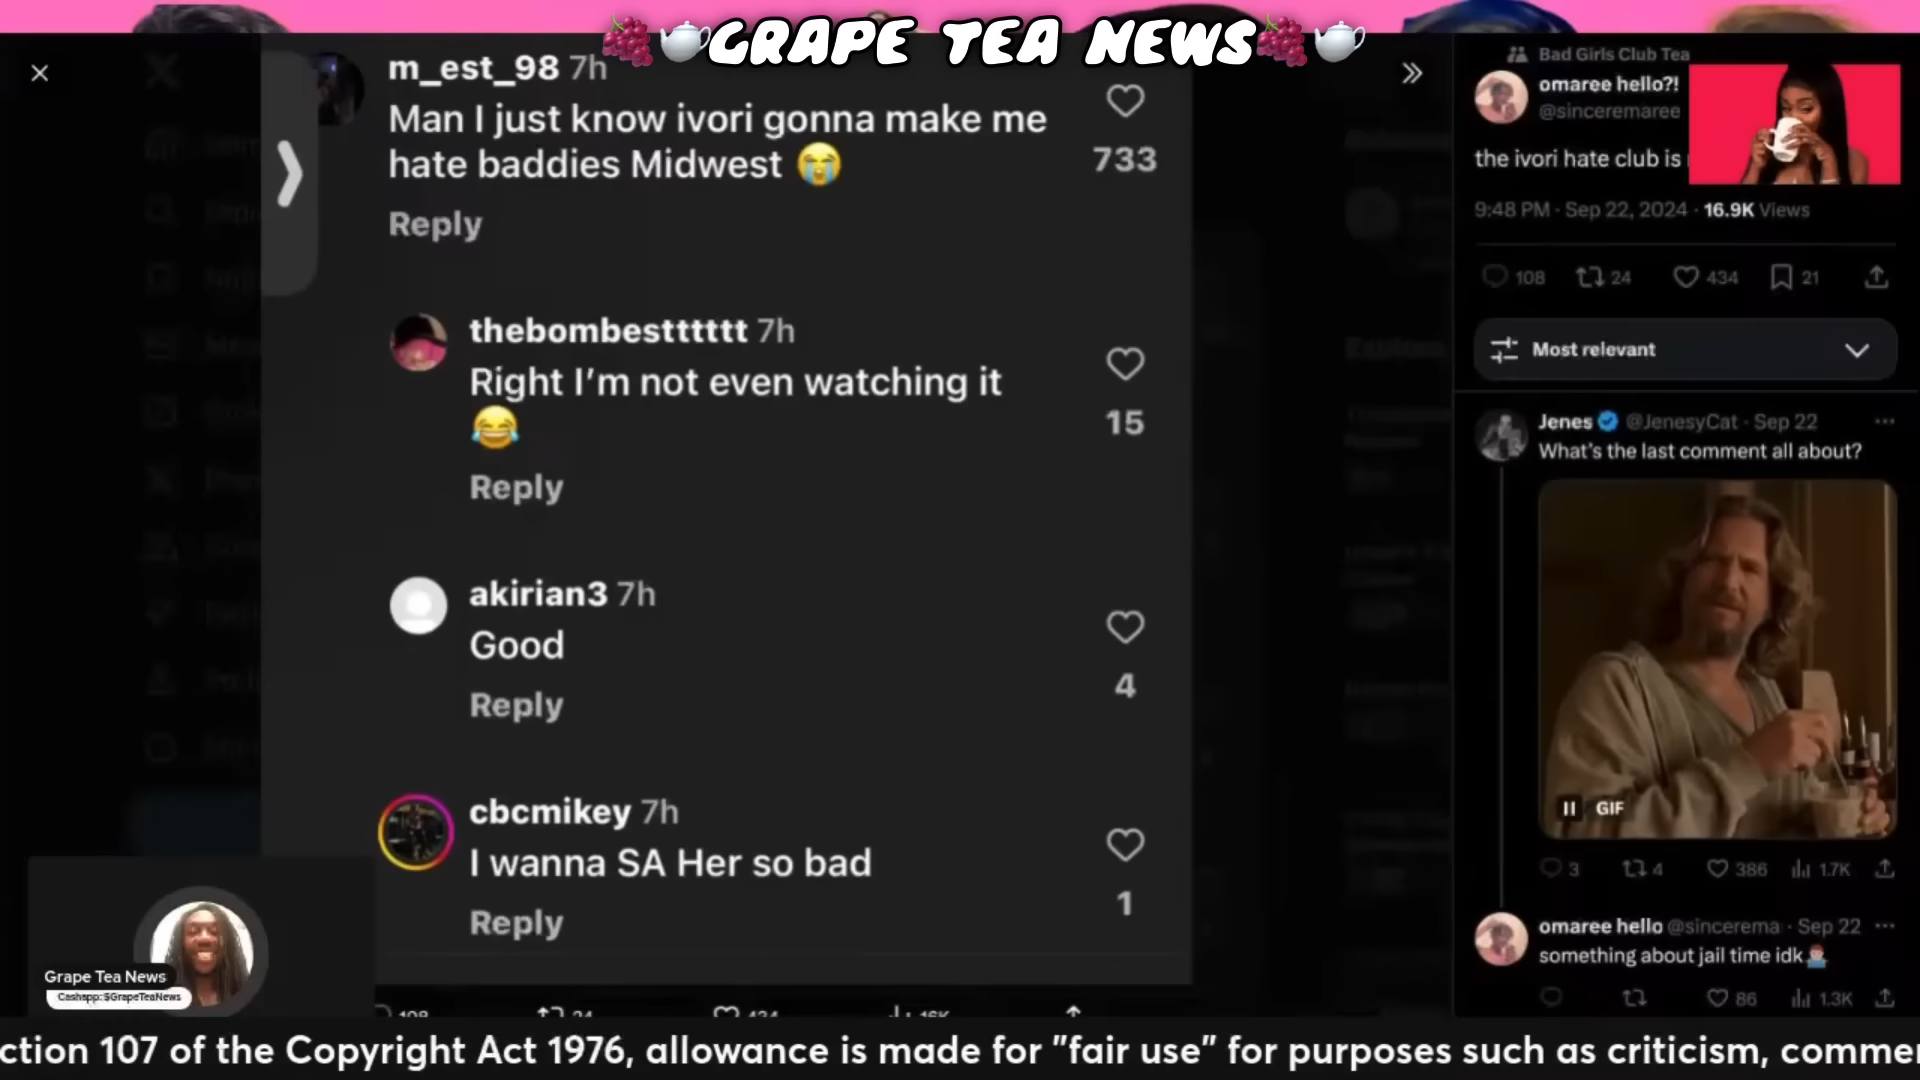 GRAPE TEA NEWS
m_est_98 7h
Man I just know ivori gonna make me
hate baddies Midwest 😭
733
Reply
thebombestttttt 7h
Right I'm not even watching it
😂
15
Reply
akirian3 7h
Good
4
Reply
cbcmikey 7h
I wanna SA Her so bad
1
Reply
Grape Tea News
Cashapp:$GrapeTeaNews
Bad Girls Club Tea
omaree hello?!
@sinceremaree
the ivori hate club is
9:48 PM · Sep 22, 2024 · 16.9K Views
108 24 434 21
Most relevant
Jenes @JenesyCat · Sep 22
What's the last comment all about?
GIF
3 4 386 1.7K
omaree hello @sincerema · Sep 22
something about jail time idk
86 1.3K
108 24 434 16K
ction 107 of the Copyright Act 1976, allowance is made for "fair use" for purposes such as criticism, commen